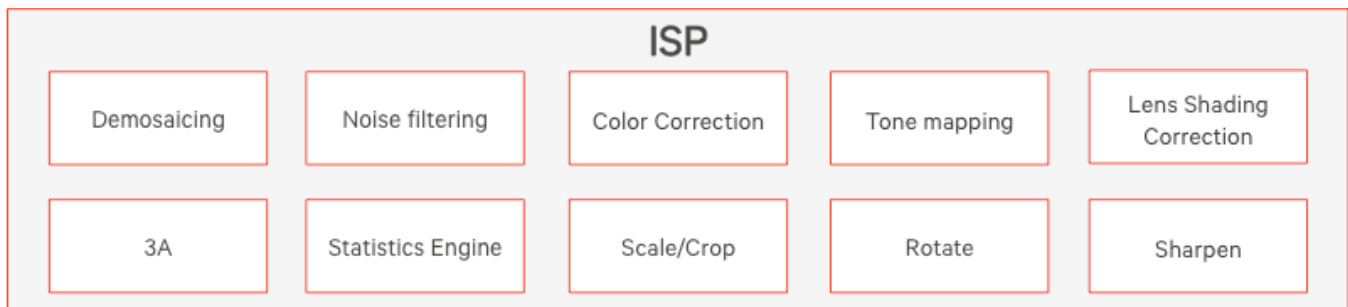 ISP
Demosaicing
Noise filtering
Color Correction
Tone mapping
Lens Shading
Correction
3A
Statistics Engine
Scale/Crop
Rotate
Sharpen